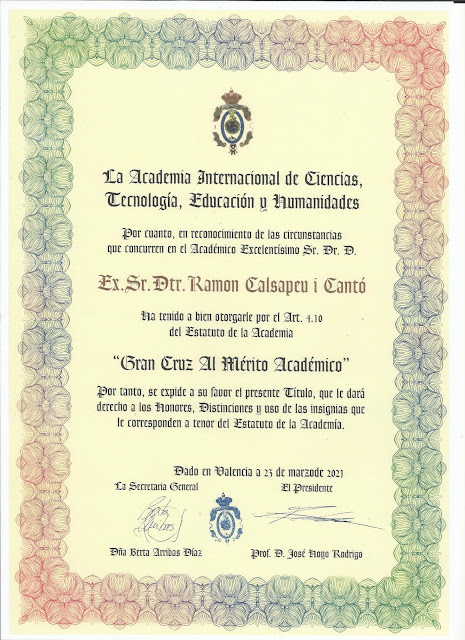 La Academia Internacional de Ciencias,
Tecnología, Educación y Humanidades
Por cuanto, en reconocimiento de las circunstancias
que concurren en el Académico Excelentísimo Sr. Dr. D.
Ex.Sr.Dtr.Ramon Calsapeu i Cantó
Ha tenido a bien otorgarle por el Art. 4.10
del Estatuto de la Academia
"Gran Cruz Al Mérito Académico"
Por tanto, se expide a su favor el presente Título, que le dará
derecho a los Honores, Distinciones y uso de las insignias que
le corresponden a tenor del Estatuto de la Academía.
Dado en Valencia a 23 de marzode 2021
La Secretaria General El Presidente
Dña Berta Arribas Díaz Prof. D. José Hoyo Rodrigo